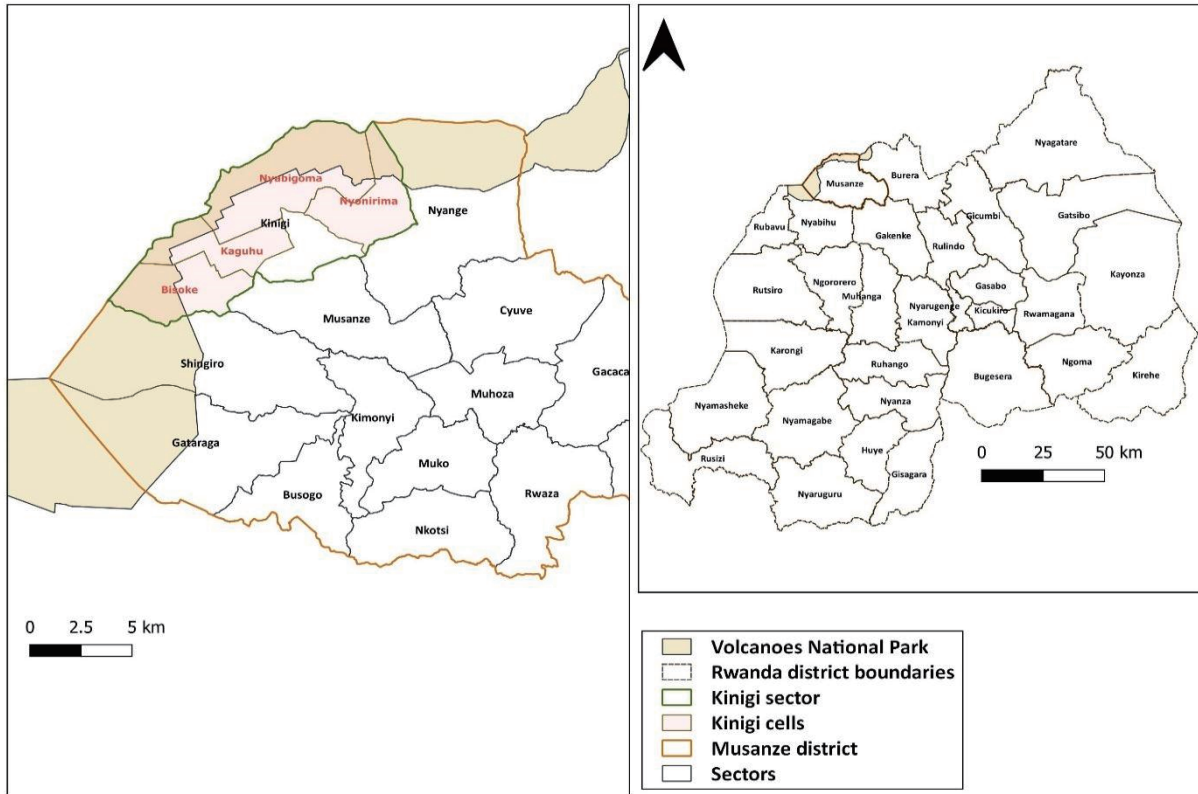 Nyabigoma
Nyonirima
Kinigi
Nyange
Kaguhu
Bisoke
Musanze
Cyuve
Shingiro
Gacaca
Muhoza
Kimonyi
Gataraga
Muko
Busogo
Rwaza
Nkotsi
0 2.5 5 km
Nyagatare
Musanze
Burera
Gicumbi
Gatsibo
Rubavu
Nyabihu
Gakenke
Rulindo
Kayonza
Rutsiro
Ngororero
Muhanga
Gasabo
Nyarugenge
Kicukiro
Rwamagana
Kamonyi
Karongi
Ruhango
Bugesera
Ngoma
Kirehe
Nyamasheke
Nyanza
Nyamagabe
Huye
Rusizi
Gisagara
Nyaruguru
0 25 50 km
Volcanoes National Park
Rwanda district boundaries
Kinigi sector
Kinigi cells
Musanze district
Sectors